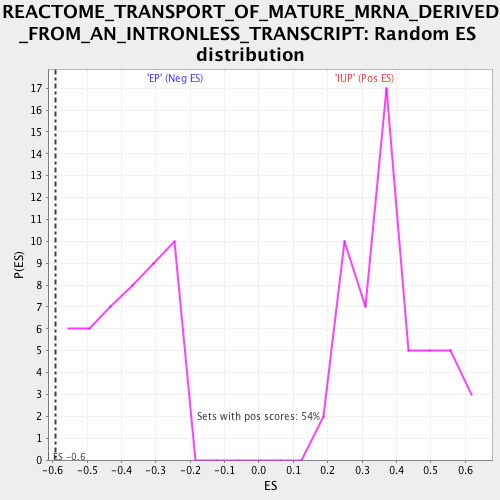 REACTOME_TRANSPORT_OF_MATURE_MRNA_DERIVED
_FROM_AN_INTRONLESS_TRANSCRIPT: Random ES
distribution
'EP' (Neg ES)
'IUP' (Pos ES)
17
16
15
14
13
12
11
10
9
8
7
6
5
4
3
2
1
0
P(ES)
Sets with pos scores: 54%
ES -0.6
-0.6 -0.5 -0.4 -0.3 -0.2 -0.1 0.0 0.1 0.2 0.3 0.4 0.5 0.6
ES